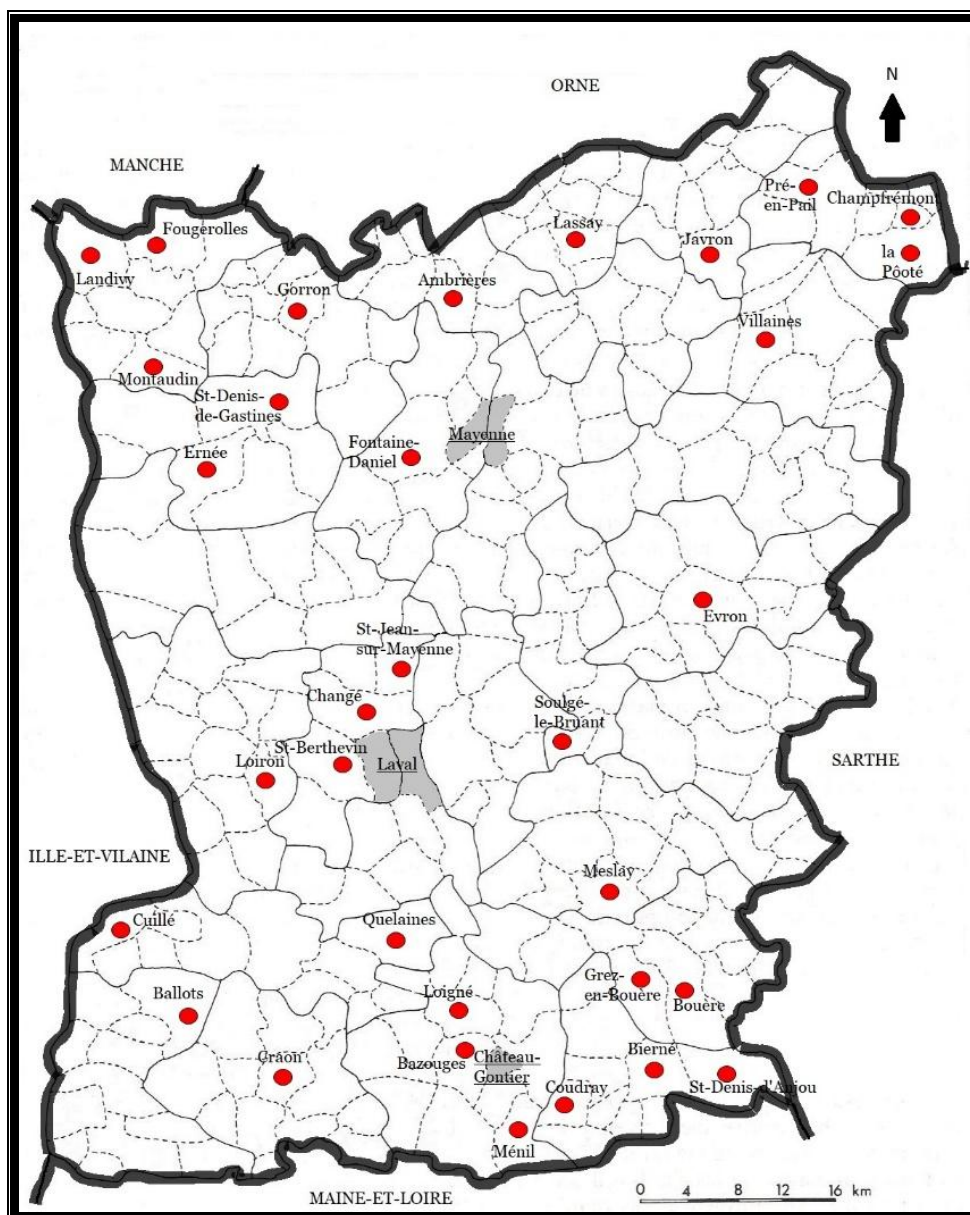 ORNE
N
MANCHE
Pré-
en-Pail
Champfrémont
Fougerolles
Lassay
Javron
la
Pôoté
Landivy
Gorron
Ambrières
Villaines
Montaudin
St-Denis-
de-Gastines
Mayenne
Fontaine-
Daniel
Ernée
Evron
St-Jean-
sur-Mayenne
Changé
Soulgé-
le-Bruant
St-Berthevin
Loiron
Laval
SARTHE
ILLE-ET-VILAINE
Meslay
Cuillé
Quelaines
Grez-
en-Bouère
Ballots
Loigné
Bouère
Craon
Bazouges
Château-
Gontier
Bierné
Coudray
St-Denis-d'Anjou
Ménil
MAINE-ET-LOIRE
0 4 8 12 16 km